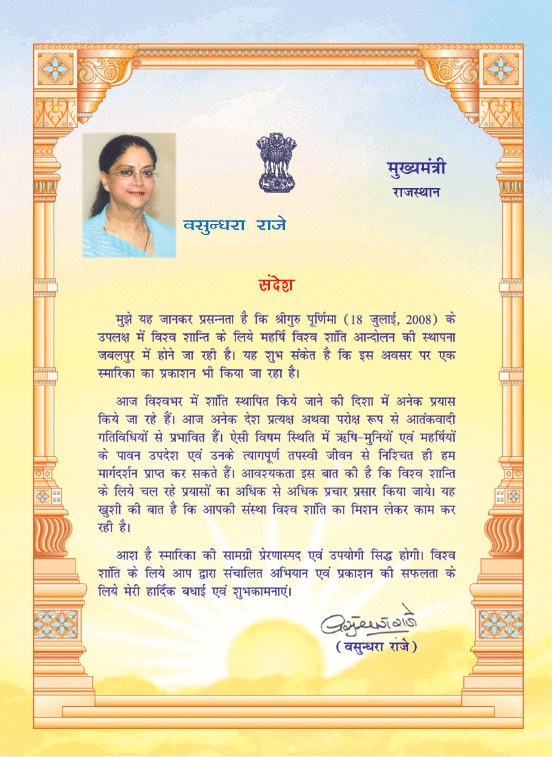 मुख्यमंत्री
राजस्थान
वसुन्धरा राजे
संदेश
मुझे यह जानकर प्रसन्नता है कि श्रीगुरु पूर्णिमा (18 जुलाई, 2008) के
उपलक्ष में विश्व शान्ति के लिये महर्षि विश्व शांति आन्दोलन की स्थापना
जबलपुर में होने जा रही है। यह शुभ संकेत है कि इस अवसर पर एक
स्मारिका का प्रकाशन भी किया जा रहा है।
आज विश्वभर में शांति स्थापित किये जाने की दिशा में अनेक प्रयास
किये जा रहे हैं। आज अनेक देश प्रत्यक्ष अथवा परोक्ष रूप से आतंकवादी
गतिविधियों से प्रभावित हैं। ऐसी विषम स्थिति में ऋषि-मुनियों एवं महर्षियों
के पावन उपदेश एवं उनके त्यागपूर्ण तपस्वी जीवन से निश्चित ही हम
मार्गदर्शन प्राप्त कर सकते हैं। आवश्यकता इस बात की है कि विश्व शान्ति
के लिये चल रहे प्रयासों का अधिक से अधिक प्रचार प्रसार किया जाये। यह
खुशी की बात है कि आपकी संस्था विश्व शांति का मिशन लेकर काम कर
रही है।
आश है स्मारिका की सामग्री प्रेरणास्पद एवं उपयोगी सिद्ध होगी। विश्व
शांति के लिये आप द्वारा संचालित अभियान एवं प्रकाशन की सफलता के
लिये मेरी हार्दिक बधाई एवं शुभकामनाएं।
वसुन्धरा राजे
(वसुन्धरा रांजे)